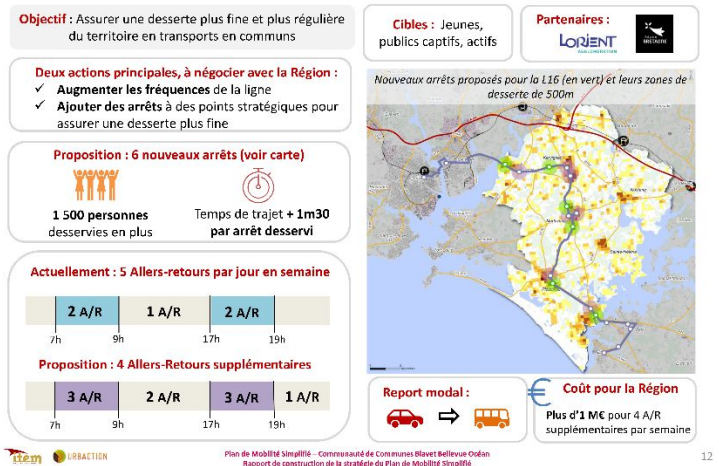 Objectif : Assurer une desserte plus fine et plus régulière
du territoire en transports en communs
Cibles : Jeunes,
publics captifs, actifs
Partenaires :
LORIENT
AGGLOMÉRATION
BRETAGNE
Deux actions principales, à négocier avec la Région :
✓ Augmenter les fréquences de la ligne
✓ Ajouter des arrêts à des points stratégiques pour
assurer une desserte plus fine
Nouveaux arrêts proposés pour la L16 (en vert) et leurs zones de
desserte de 500m
Proposition : 6 nouveaux arrêts (voir carte)
1 500 personnes
desservies en plus
Temps de trajet + 1m30
par arrêt desservi
Actuellement : 5 Allers-retours par jour en semaine
2 A/R
1 A/R
2 A/R
7h
9h
17h
19h
Proposition : 4 Allers-Retours supplémentaires
3 A/R
2 A/R
3 A/R
1 A/R
7h
9h
17h
19h
Report modal :
Coût pour la Région
Plus d'1 M€ pour 4 A/R
supplémentaires par semaine
item
URBACTION
Plan de Mobilité Simplifié – Communauté de Communes Blavet Bellevue Océan
Rapport de construction de la stratégie du Plan de Mobilité Simplifié
12